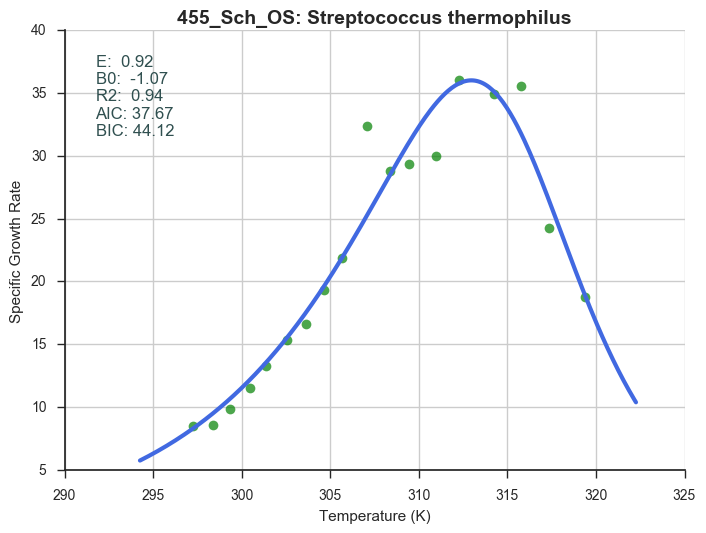 455_Sch_OS: Streptococcus thermophilus
E:  0.92
B0:  -1.07
R2:  0.94
AIC: 37.67
BIC: 44.12
Specific Growth Rate
40
35
30
25
20
15
10
5
290 295 300 305 310 315 320 325
Temperature (K)